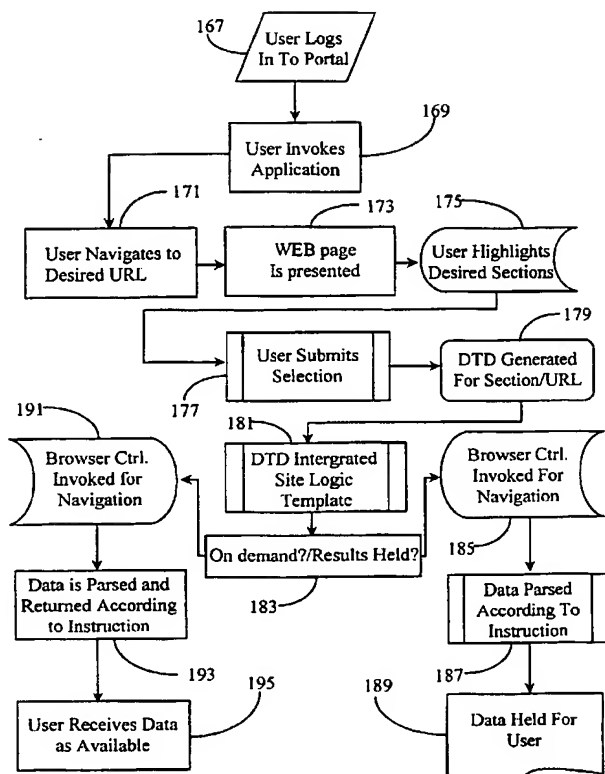 167
User Logs
In To Portal
169
User Invokes
Application
171
User Navigates to
Desired URL
173
WEB page
Is presented
175
User Highlights
Desired Sections
177
User Submits
Selection
179
DTD Generated
For Section/URL
181
DTD Intergrated
Site Logic
Template
191
Browser Ctrl.
Invoked for
Navigation
Browser Ctrl.
Invoked For
Navigation
185
On demand?/Results Held?
183
Data is Parsed and
Returned According
to Instruction
193
Data Parsed
According To
Instruction
187
User Receives Data
as Available
195
189
Data Held For
User